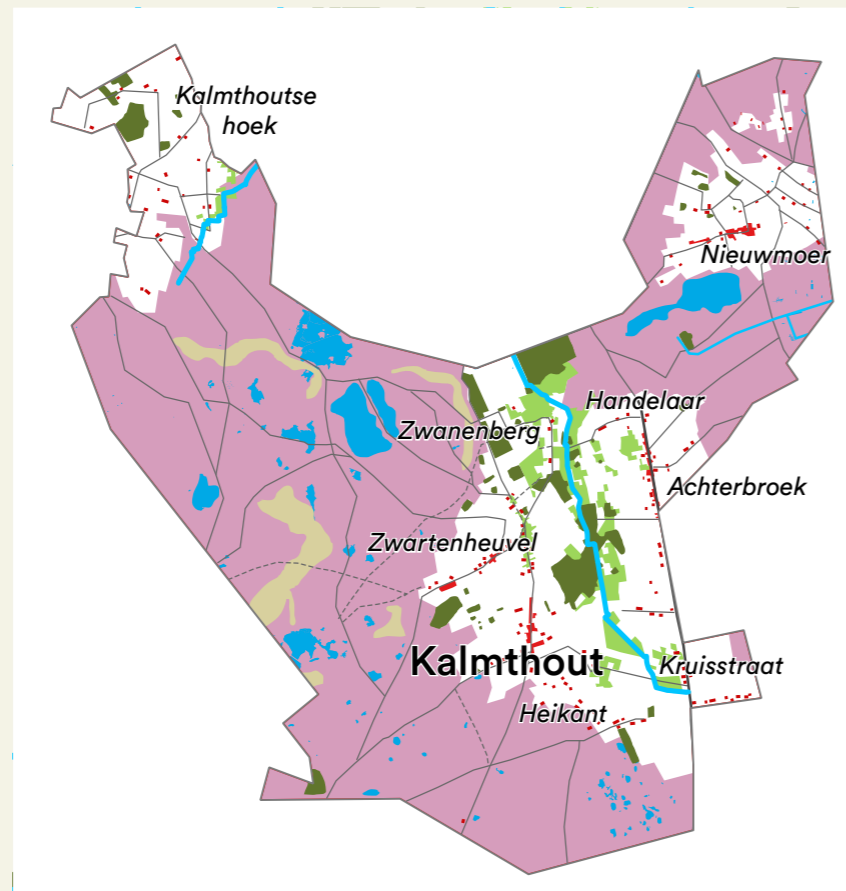 Kalmthoutse
hoek
Nieuwmoer
Handelaar
Zwanenberg
Achterbroek
Zwartenheuvel
Kalmthout
Kruisstraat
Heikant